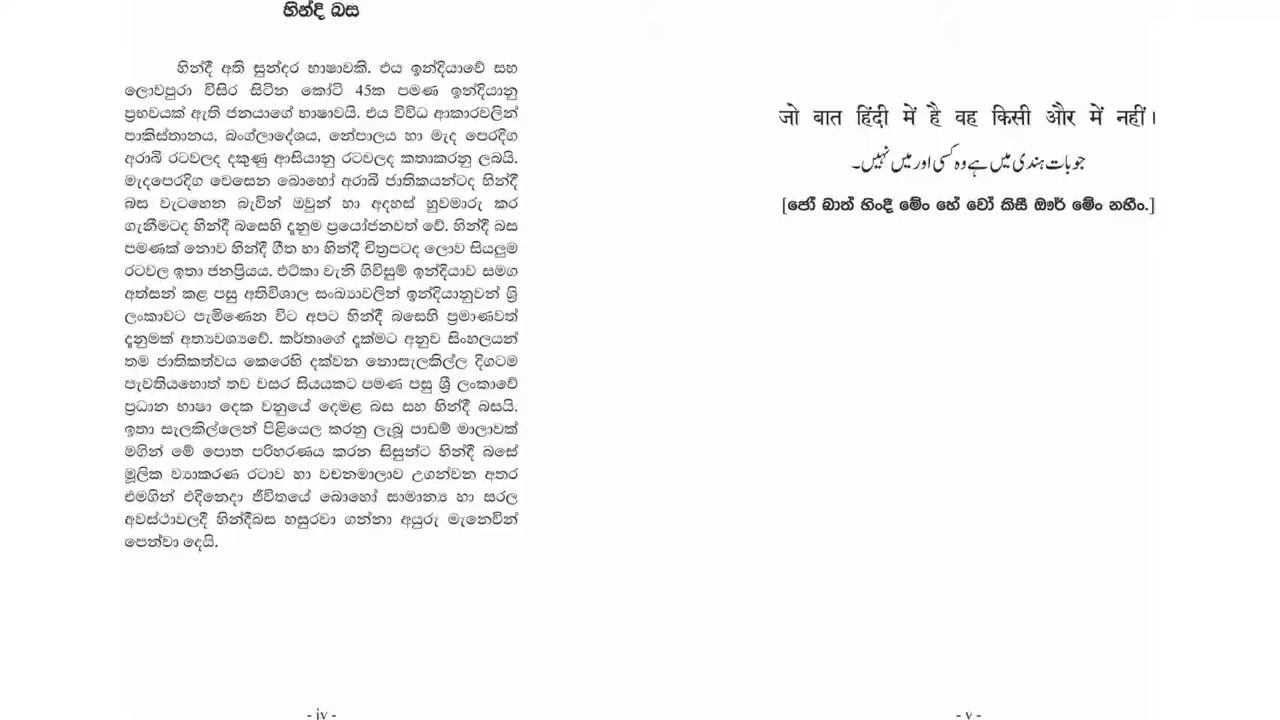 හින්දි බස
හින්දී අති සුන්දර භාෂාවකි. එය ඉන්දියාවේ සහ
ලොවපුරා විසිර සිටින කෝටි 45ක පමණ ඉන්දියානු
ප්‍රභවයක් ඇති ජනයාගේ භාෂාවයි. එය විවිධ ආකාරවලින්
පාකිස්තානය, බංග්ලාදේශය, නේපාලය හා මැද පෙරදිග
අරාබි රටවලද දකුණු ආසියානු රටවලද කතාකරනු ලබයි.
මැදපෙරදිග වෙසෙන බොහෝ අරාබි ජාතිකයන්ටද හින්දී
බස වැටහෙන බැවින් ඔවුන් හා අදහස් හුවමාරු කර
ගැනීමටද හින්දී බසෙහි දැනුම ප්‍රයෝජනවත් වේ. හින්දී බස
පමණක් නොව හින්දී ගීත හා හින්දී චිත්‍රපටද ලොව සියලුම
රටවල ඉතා ජනප්‍රියය. එට්කා වැනි ගිවිසුම් ඉන්දියාව සමග
අත්සන් කළ පසු අතිවිශාල සංඛ්‍යාවලින් ඉන්දියානුවන් ශ්‍රි
ලංකාවට පැමිණෙන විට අපට හින්දී බසෙහි ප්‍රමාණවත්
දැනුමක් අත්‍යවශ්‍යවේ. කර්තෘගේ දැක්මට අනුව සිංහලයන්
තම ජාතිකත්වය කෙරෙහි දක්වන නොසැලකිල්ල දිගටම
පැවතියහොත් තව වසර සියයකට පමණ පසු ශ්‍රී ලංකාවේ
ප්‍රධාන භාෂා දෙක වනුයේ දෙමළ බස සහ හින්දී බසයි.
ඉතා සැලකිල්ලෙන් පිළියෙල කරනු ලැබූ පාඩම් මාලාවක්
මගින් මේ පොත පරිහරණය කරන සිසුන්ට හින්දී බසේ
මූලික ව්‍යාකරණ රටාව හා වචනමාලාව උගන්වන අතර
එමගින් එදිනෙදා ජීවිතයේ බොහෝ සාමාන්‍ය හා සරල
අවස්ථාවලදී හින්දීබස හසුරවා ගන්නා අයුරු මැනෙවින්
පෙන්වා දෙයි.
- iv -
जो बात हिंदी में है वह किसी और में नहीं।
جو بات ہندی میں ہے وہ کسی اور میں نہیں۔
[ජෝ බාත් හිංදී මේං හේ වෝ කිසී ඖර් මේං නහීං.]
- v -